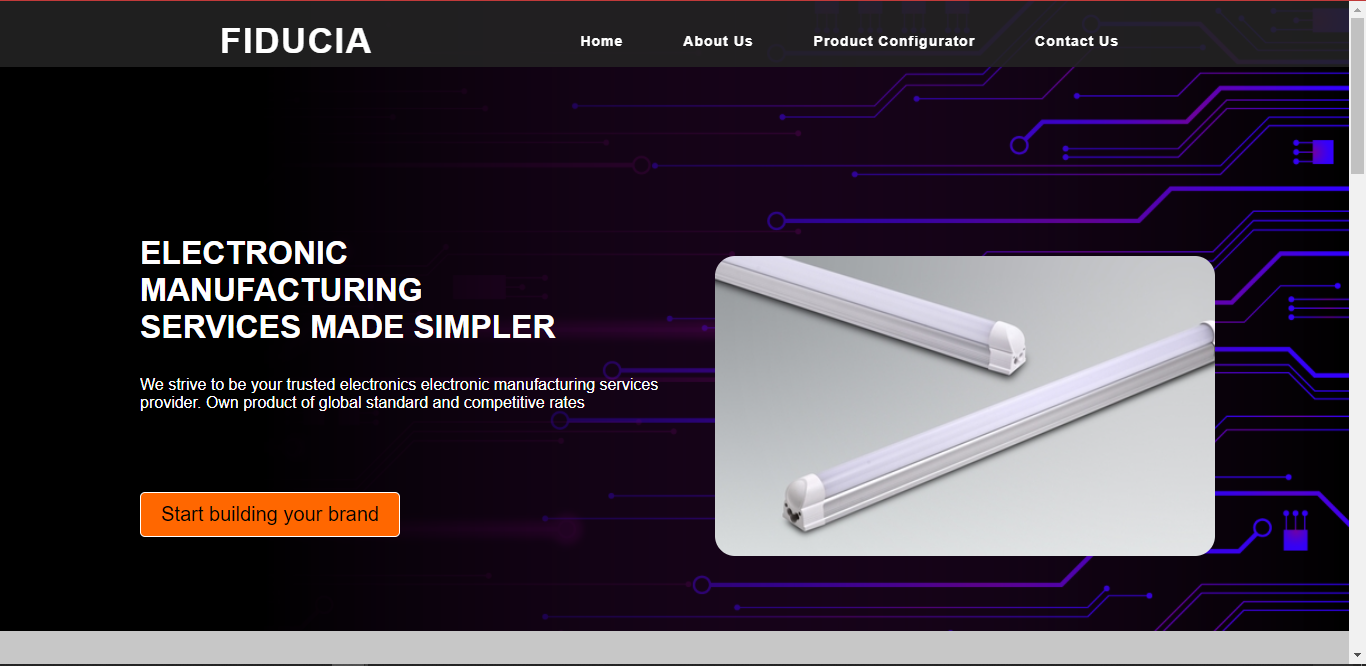 FIDUCIA
Home
About Us
Product Configurator
Contact Us
ELECTRONIC
MANUFACTURING
SERVICES MADE SIMPLER
We strive to be your trusted electronics electronic manufacturing services
provider. Own product of global standard and competitive rates
Start building your brand